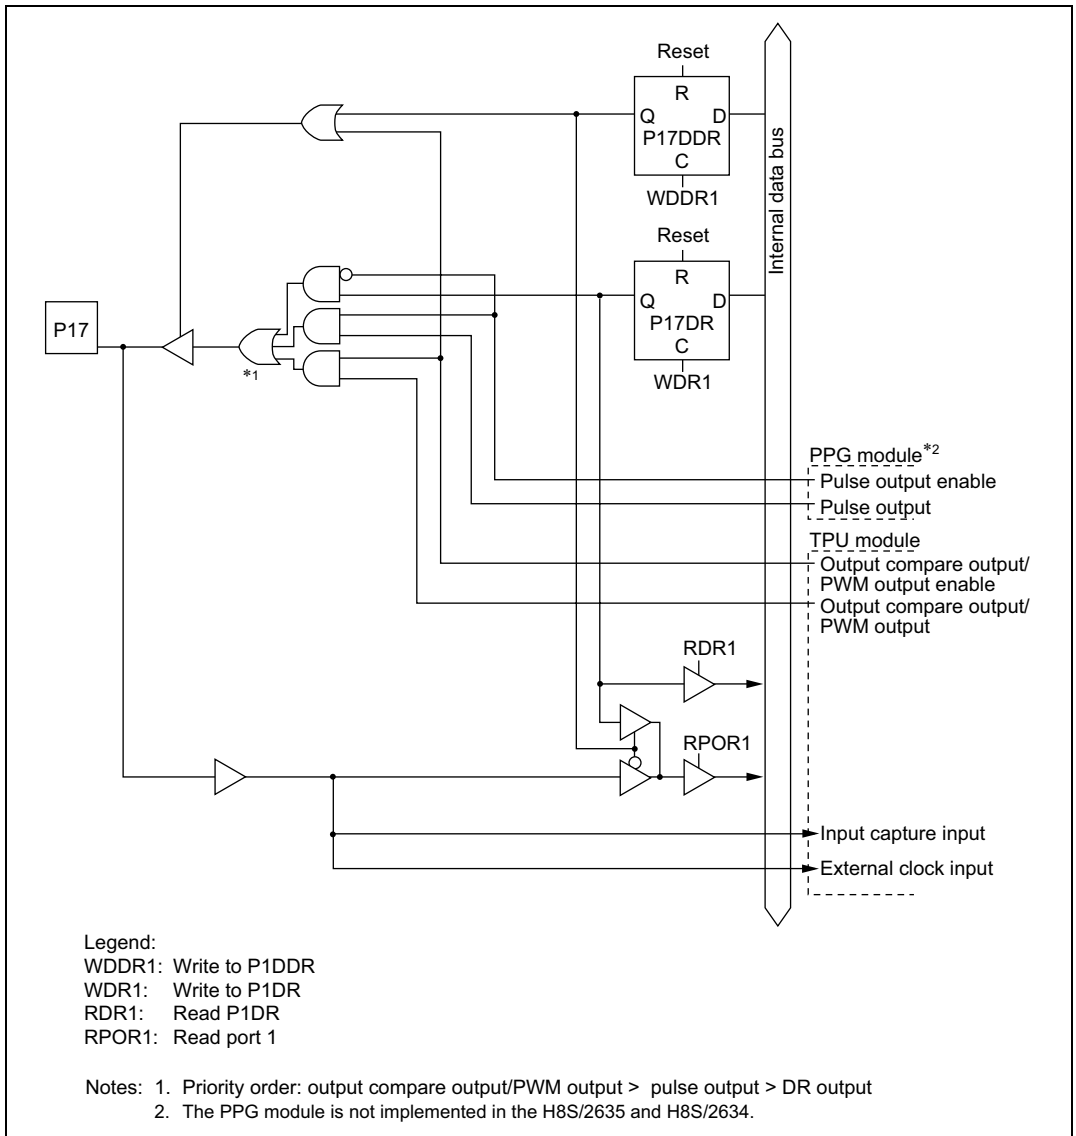 Reset
R
Q D
P17DDR
C
WDDR1
Internal data bus
Reset
R
Q D
P17DR
C
WDR1
P17
*1
PPG module*2
Pulse output enable
Pulse output
TPU module
Output compare output/
PWM output enable
Output compare output/
PWM output
RDR1
RPOR1
Input capture input
External clock input
Legend:
WDDR1: Write to P1DDR
WDR1: Write to P1DR
RDR1: Read P1DR
RPOR1: Read port 1
Notes: 1. Priority order: output compare output/PWM output > pulse output > DR output
2. The PPG module is not implemented in the H8S/2635 and H8S/2634.